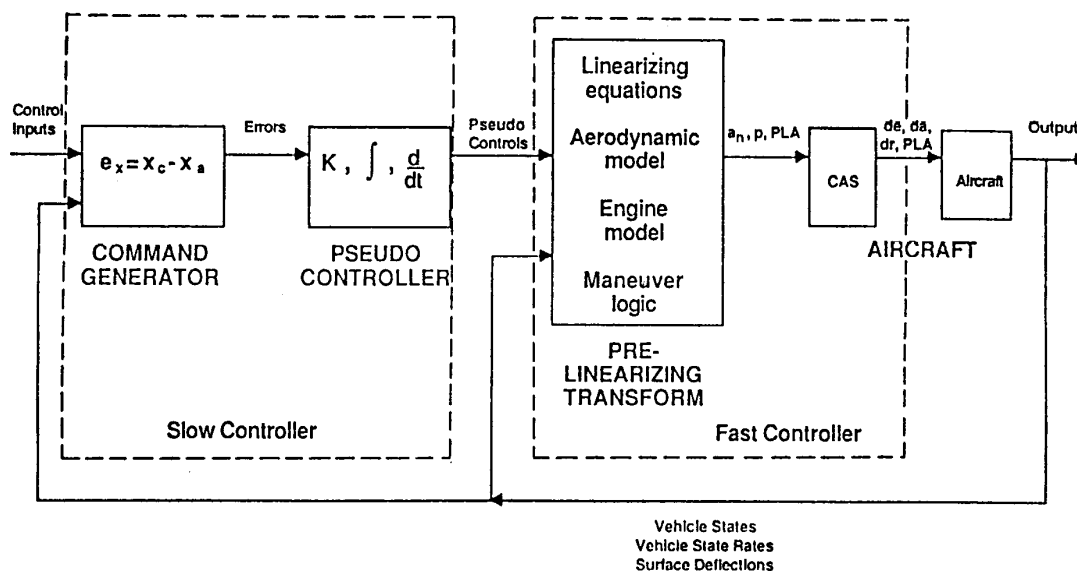 Control
Inputs
e_x = x_c - x_a
COMMAND
GENERATOR
Errors
K, ∫, d/dt
PSEUDO
CONTROLLER
Slow Controller
Pseudo
Controls
Linearizing
equations
Aerodynamic
model
Engine
model
Maneuver
logic
PRE-
LINEARIZING
TRANSFORM
a_n, p, PLA
CAS
Fast Controller
de, da,
dr, PLA
Aircraft
AIRCRAFT
Output
Vehicle States
Vehicle State Rates
Surface Deflections